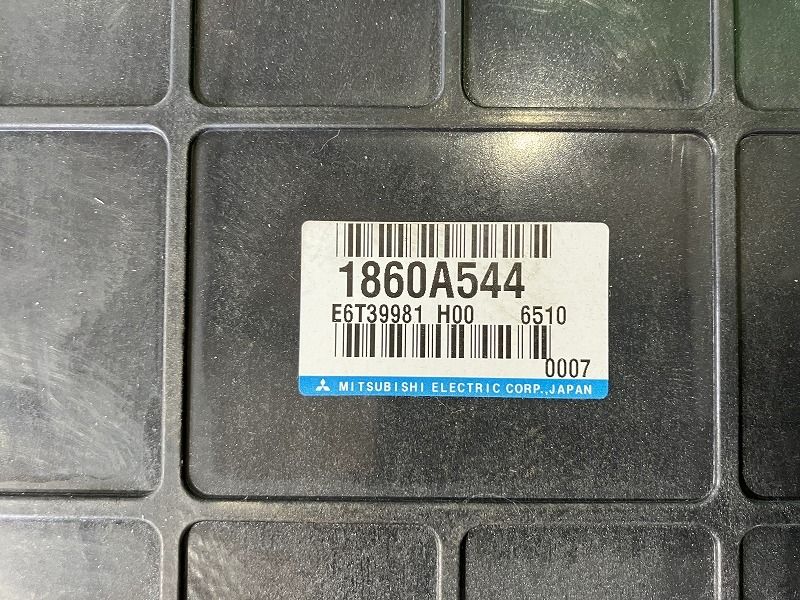 1860A544
E6T39981 H00 6510
0007
MITSUBISHI ELECTRIC CORP.,JAPAN